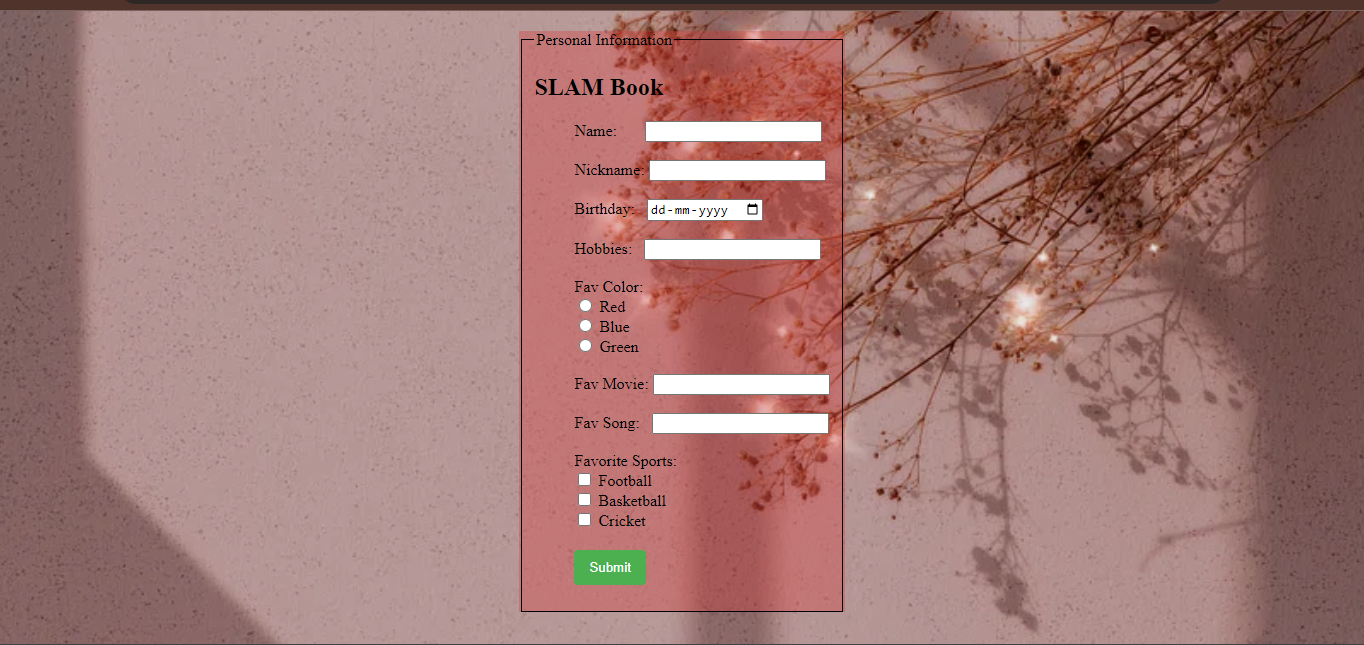 Personal Information
SLAM Book
Name:
Nickname:
Birthday: dd-mm-yyyy
Hobbies:
Fav Color:
Red
Blue
Green
Fav Movie:
Fav Song:
Favorite Sports:
Football
Basketball
Cricket
Submit